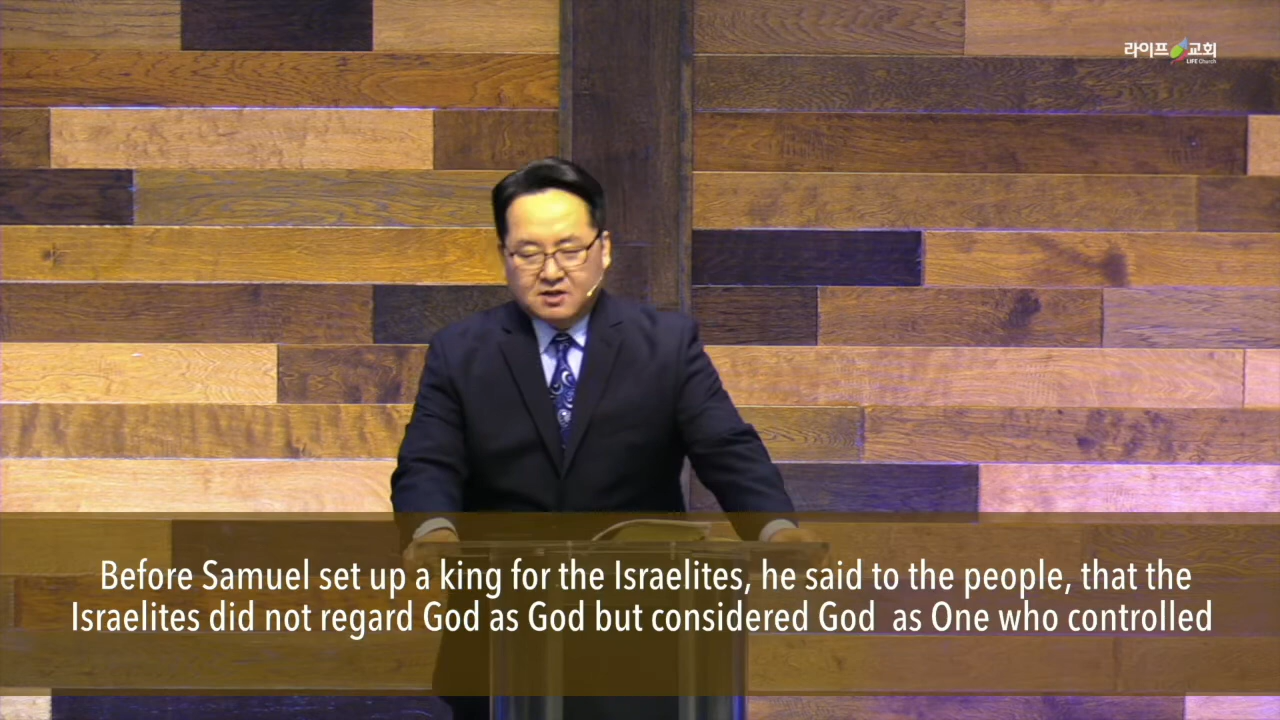 라이프 교회
LIFE Church
Before Samuel set up a king for the Israelites, he said to the people, that the
Israelites did not regard God as God but considered God as One who controlled